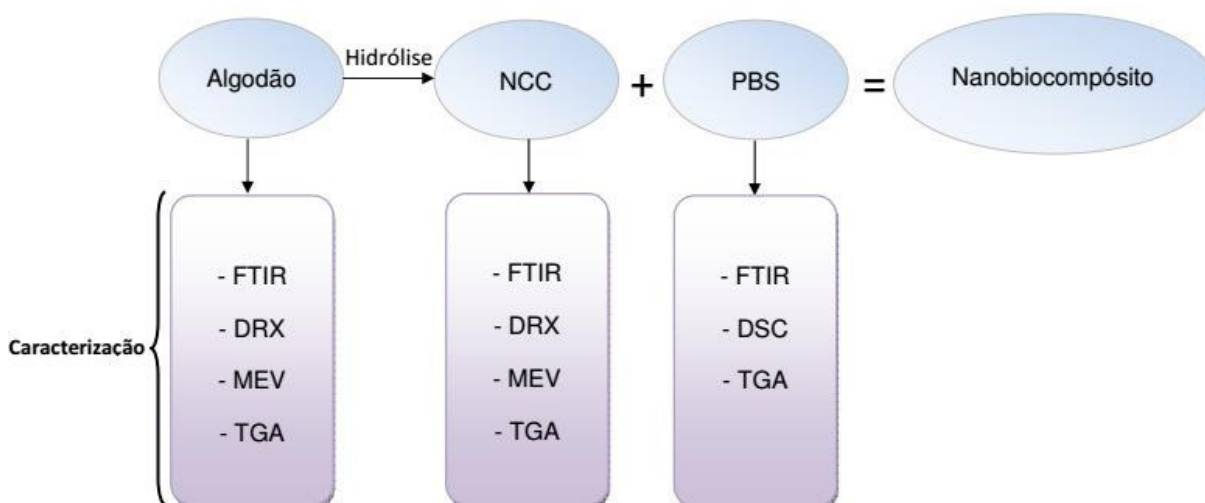 Algodão
Hidrólise
NCC
+
PBS
=
Nanobiocompósito
Caracterização
- FTIR
- DRX
- MEV
- TGA
- FTIR
- DRX
- MEV
- TGA
- FTIR
- DSC
- TGA